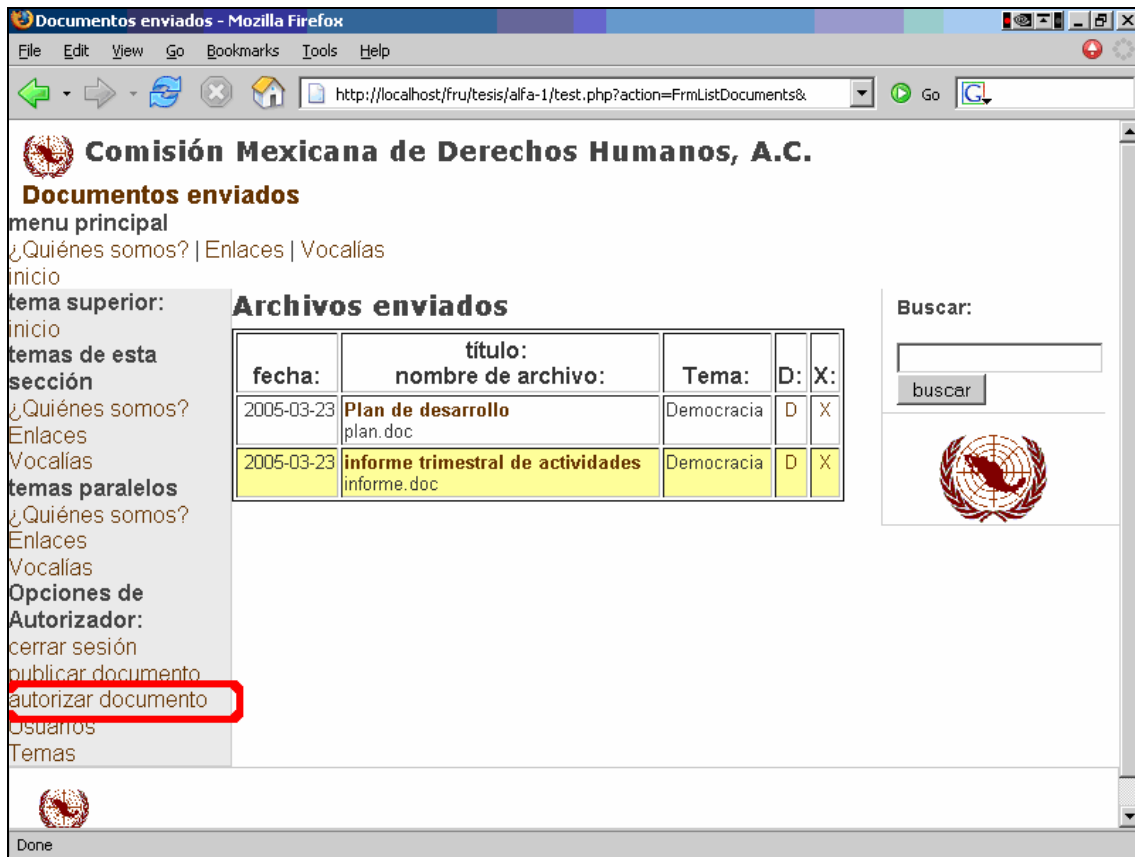 Documentos enviados - Mozilla Firefox
File Edit View Go Bookmarks Tools Help
http://localhost/fru/tesis/alfa-1/test.php?action=FrmListDocuments&
Go
G
Comisión Mexicana de Derechos Humanos, A.C.
Documentos enviados
menu principal
¿Quiénes somos? | Enlaces | Vocalías
inicio
tema superior:
inicio
temas de esta
sección
¿Quiénes somos?
Enlaces
Vocalías
temas paralelos
¿Quiénes somos?
Enlaces
Vocalías
Opciones de
Autorizador:
cerrar sesión
publicar documento
autorizar documento
Usuarios
Temas
Archivos enviados
fecha: título: nombre de archivo: Tema: D: X:
2005-03-23 Plan de desarrollo Democracia D X
plan.doc
2005-03-23 informe trimestral de actividades Democracia D X
informe.doc
Buscar:
buscar
Done